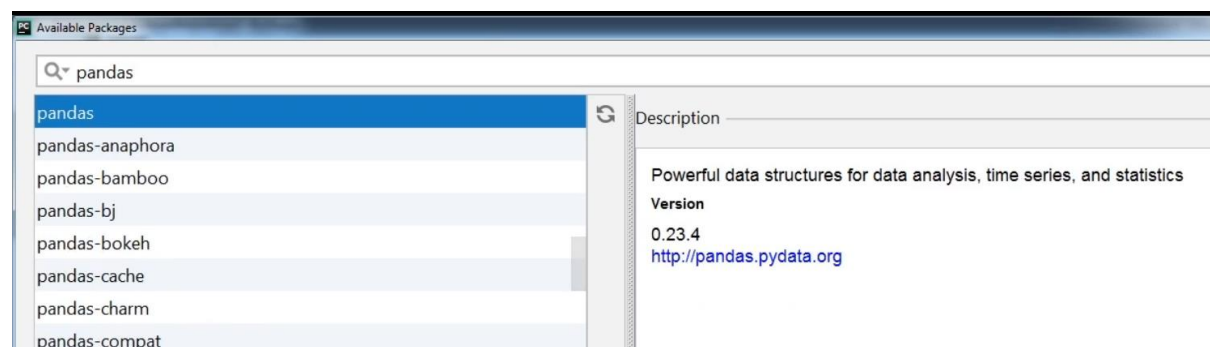 PC Available Packages
pandas
pandas
pandas-anaphora
pandas-bamboo
pandas-bj
pandas-bokeh
pandas-cache
pandas-charm
pandas-compat
Description
Powerful data structures for data analysis, time series, and statistics
Version
0.23.4
http://pandas.pydata.org